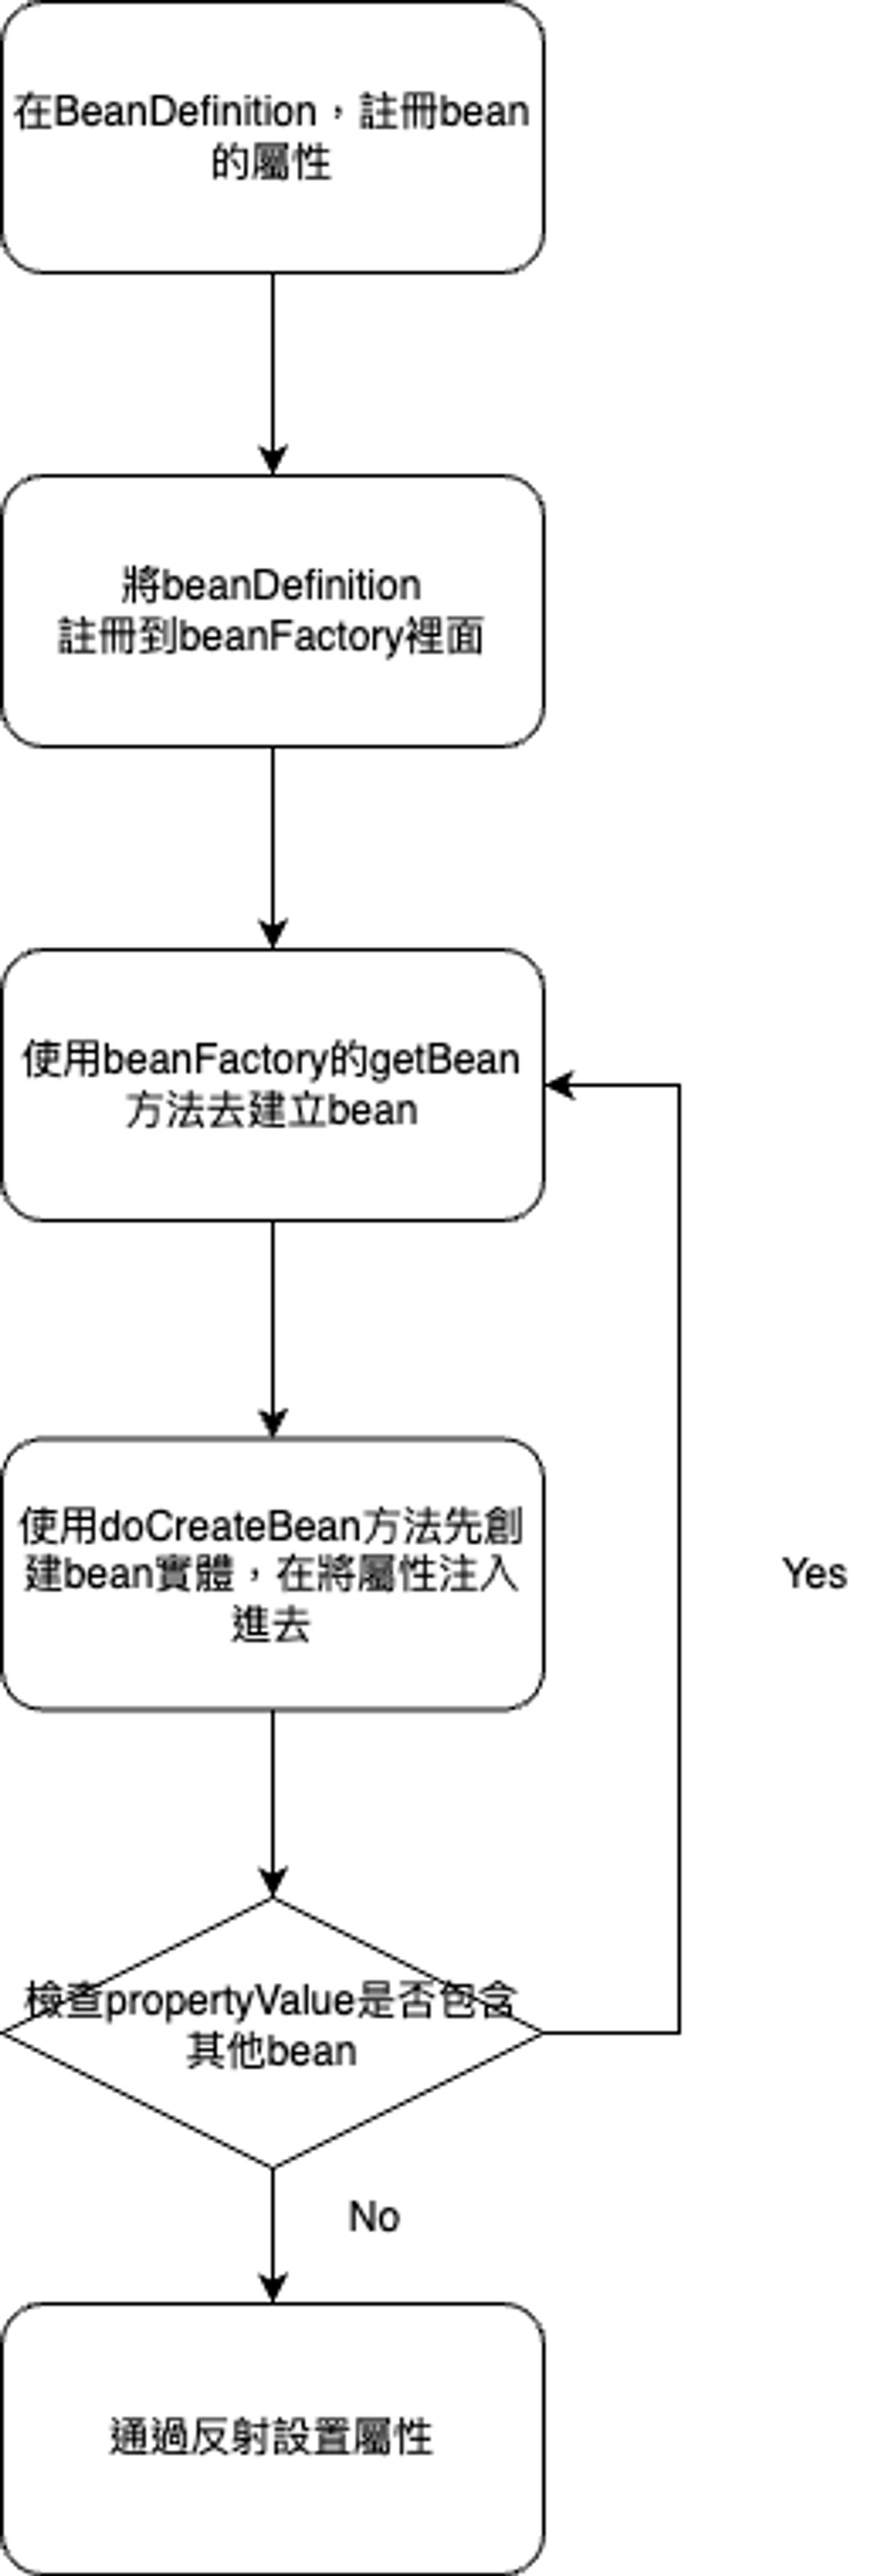 在BeanDefinition，註冊bean
的屬性
將beanDefinition
註冊到beanFactory裡面
使用beanFactory的getBean
方法去建立bean
使用doCreateBean方法先創
建bean實體，在將屬性注入
進去
Yes
檢查propertyValue是否包含
其他bean
No
通過反射設置屬性